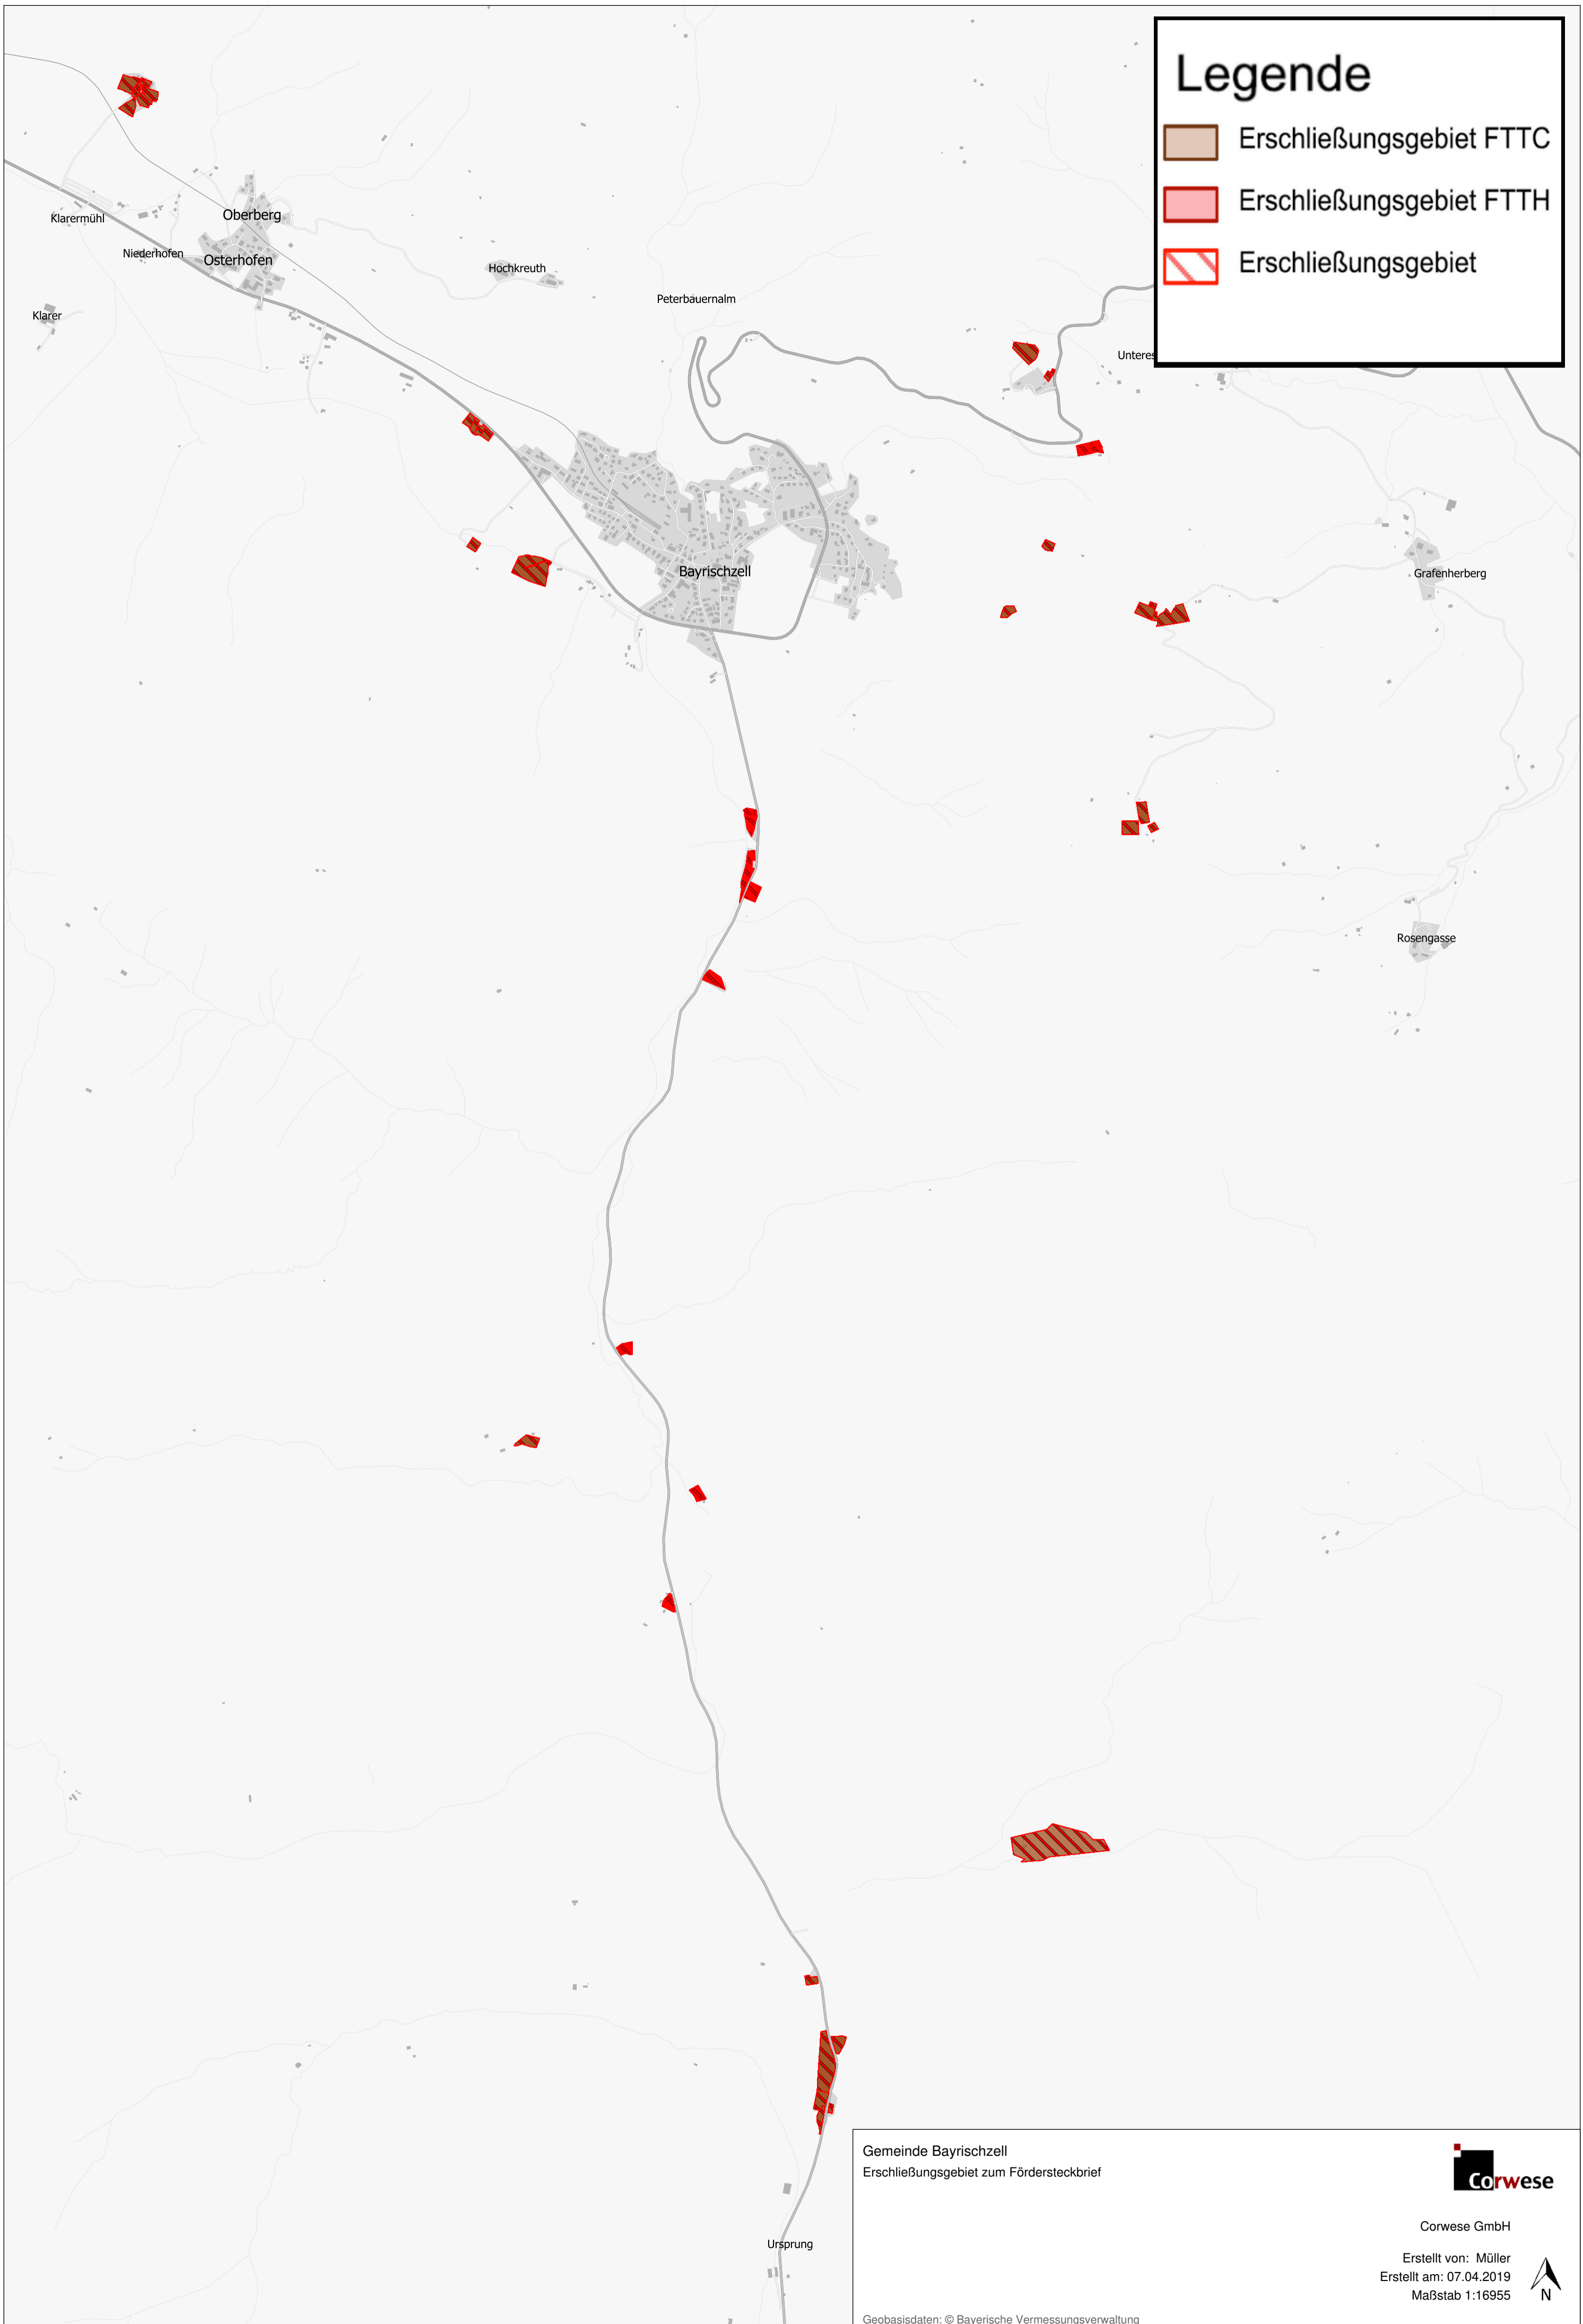 Legende
Erschließungsgebiet FTTC
Erschließungsgebiet FTTH
Erschließungsgebiet
Oberberg
Klarermühl
Niederhofen
Osterhofen
Hochkreuth
Peterbauernalm
Klarer
Unteres
Bayrischzell
Grafenherberg
Rosengasse
Ursprung
Gemeinde Bayrischzell
Erschließungsgebiet zum Fördersteckbrief
Corwese
Corwese GmbH
Erstellt von: Müller
Erstellt am: 07.04.2019
Maßstab 1:16955
N
Geobasisdaten: © Bayerische Vermessungsverwaltung